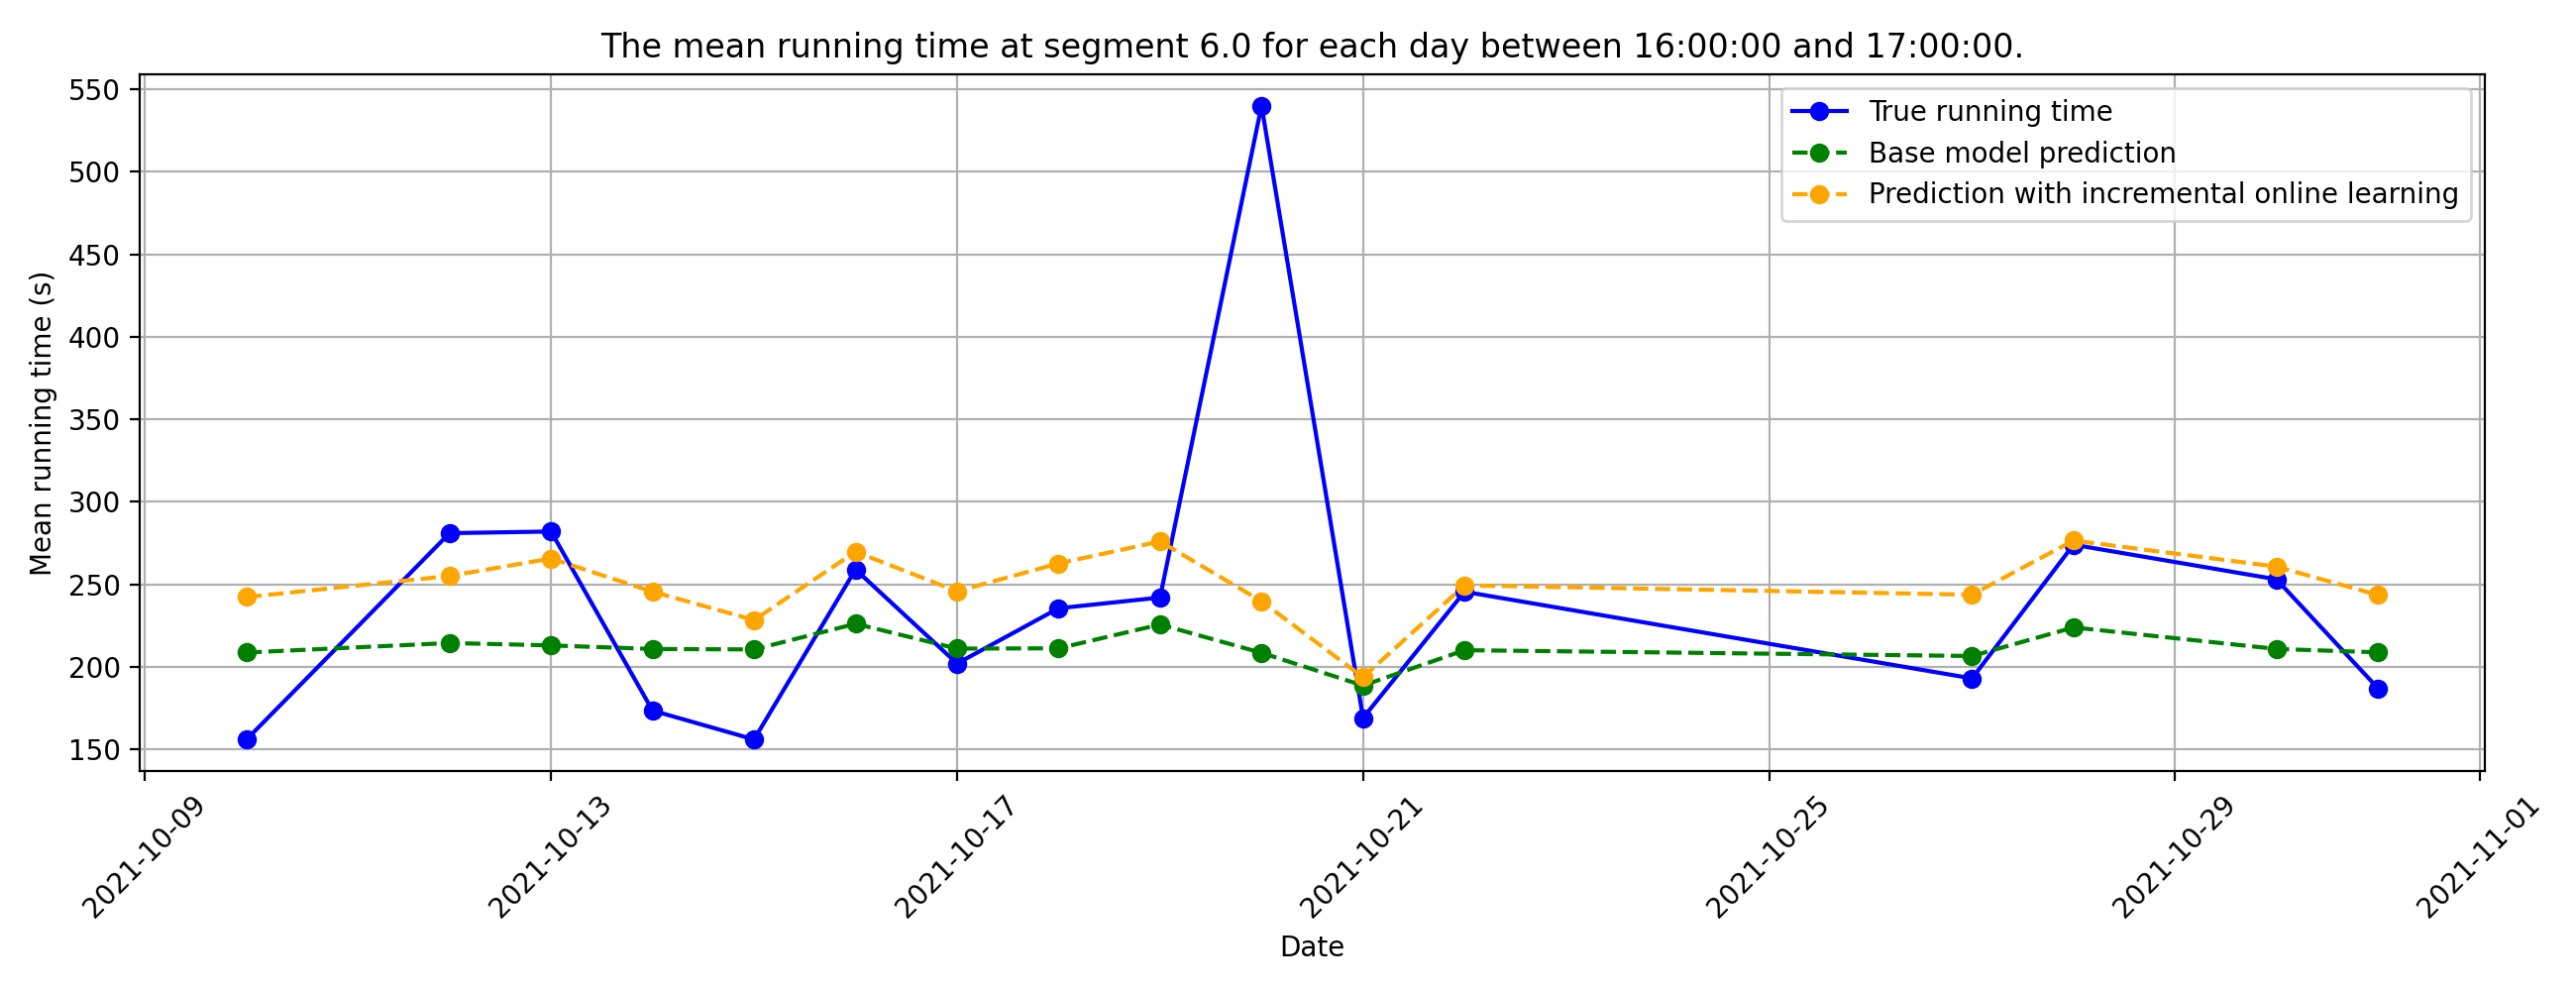 The mean running time at segment 6.0 for each day between 16:00:00 and 17:00:00.
550
500
450
400
350
300
250
200
150
Mean running time (s)
True running time
Base model prediction
Prediction with incremental online learning
2021-10-09
2021-10-13
2021-10-17
2021-10-21
2021-10-25
2021-10-29
2021-11-01
Date